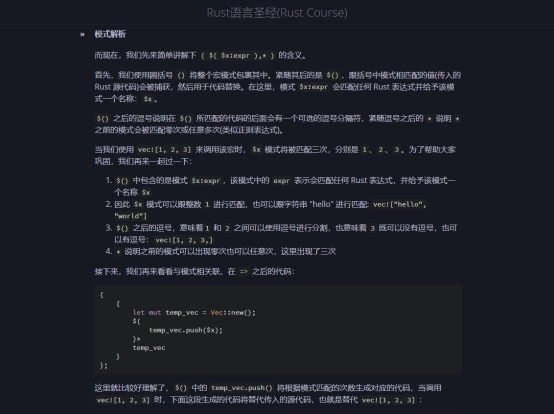 Rust语言圣经(Rust Course)
» 模式解析
而现在，我们先来简单讲解下 ( $( $x:expr ),* ) 的含义。
首先，我们使用圆括号 () 将整个宏模式包裹其中。紧随其后的是 $()，跟括号中模式相匹配的值(传入的
Rust 源代码)会被捕获，然后用于代码替换。在这里，模式 $x:expr 会匹配任何 Rust 表达式并给予该模
式一个名称：$x 。
$() 之后的逗号说明在 $() 所匹配的代码的后面会有一个可选的逗号分隔符，紧随逗号之后的 * 说明 *
之前的模式会被匹配零次或任意多次(类似正则表达式)。
当我们使用 vec![1, 2, 3] 来调用该宏时，$x 模式将被匹配三次，分别是 1 、 2 、 3 。为了帮助大家
巩固，我们再来一起过一下：
1. $() 中包含的是模式 $x:expr，该模式中的 expr 表示会匹配任何 Rust 表达式，并给予该模式一
个名称 $x
2. 因此 $x 模式可以跟整数 1 进行匹配，也可以跟字符串 "hello" 进行匹配: vec!["hello",
"world"]
3. $() 之后的逗号，意味着 1 和 2 之间可以使用逗号进行分割，也意味着 3 既可以没有逗号，也可
以有逗号：vec![1, 2, 3,]
4. * 说明之前的模式可以出现零次也可以任意次，这里出现了三次
接下来，我们再来看看与模式相关联、在 => 之后的代码：
{
{
let mut temp_vec = Vec::new();
$(
temp_vec.push($x);
)*
temp_vec
}
};
这里就比较好理解了，$() 中的 temp_vec.push() 将根据模式匹配的次数生成对应的代码，当调用
vec![1, 2, 3] 时，下面这段生成的代码将替代传入的源代码，也就是替代 vec![1, 2, 3] ：